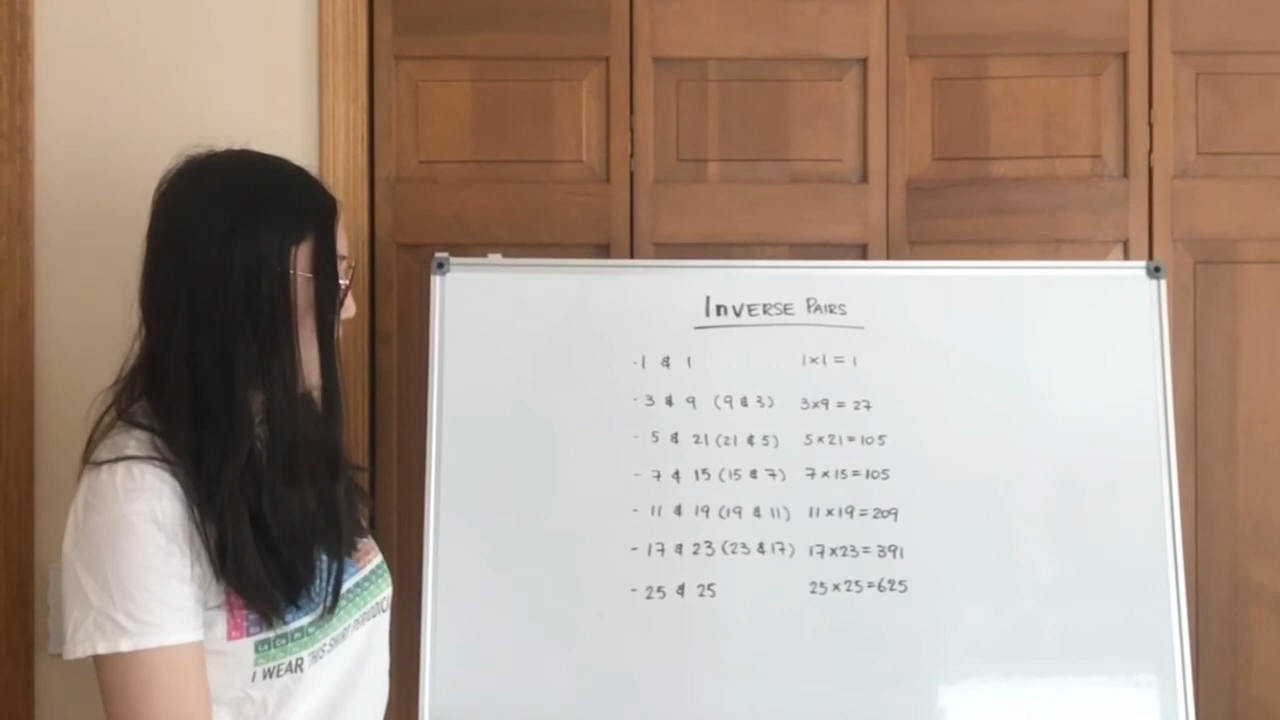 INVERSE PAIRS
- 1 & 1 1×1 = 1
- 3 & 9 (9 & 3) 3×9 = 27
- 5 & 21 (21 & 5) 5×21=105
- 7 & 15 (15 & 7) 7×15=105
- 11 & 19 (19 & 11) 11×19=209
- 17 & 23 (23 & 17) 17×23=391
- 25 & 25 25×25=625
I WEAR THIS SHIRT PERIODIC